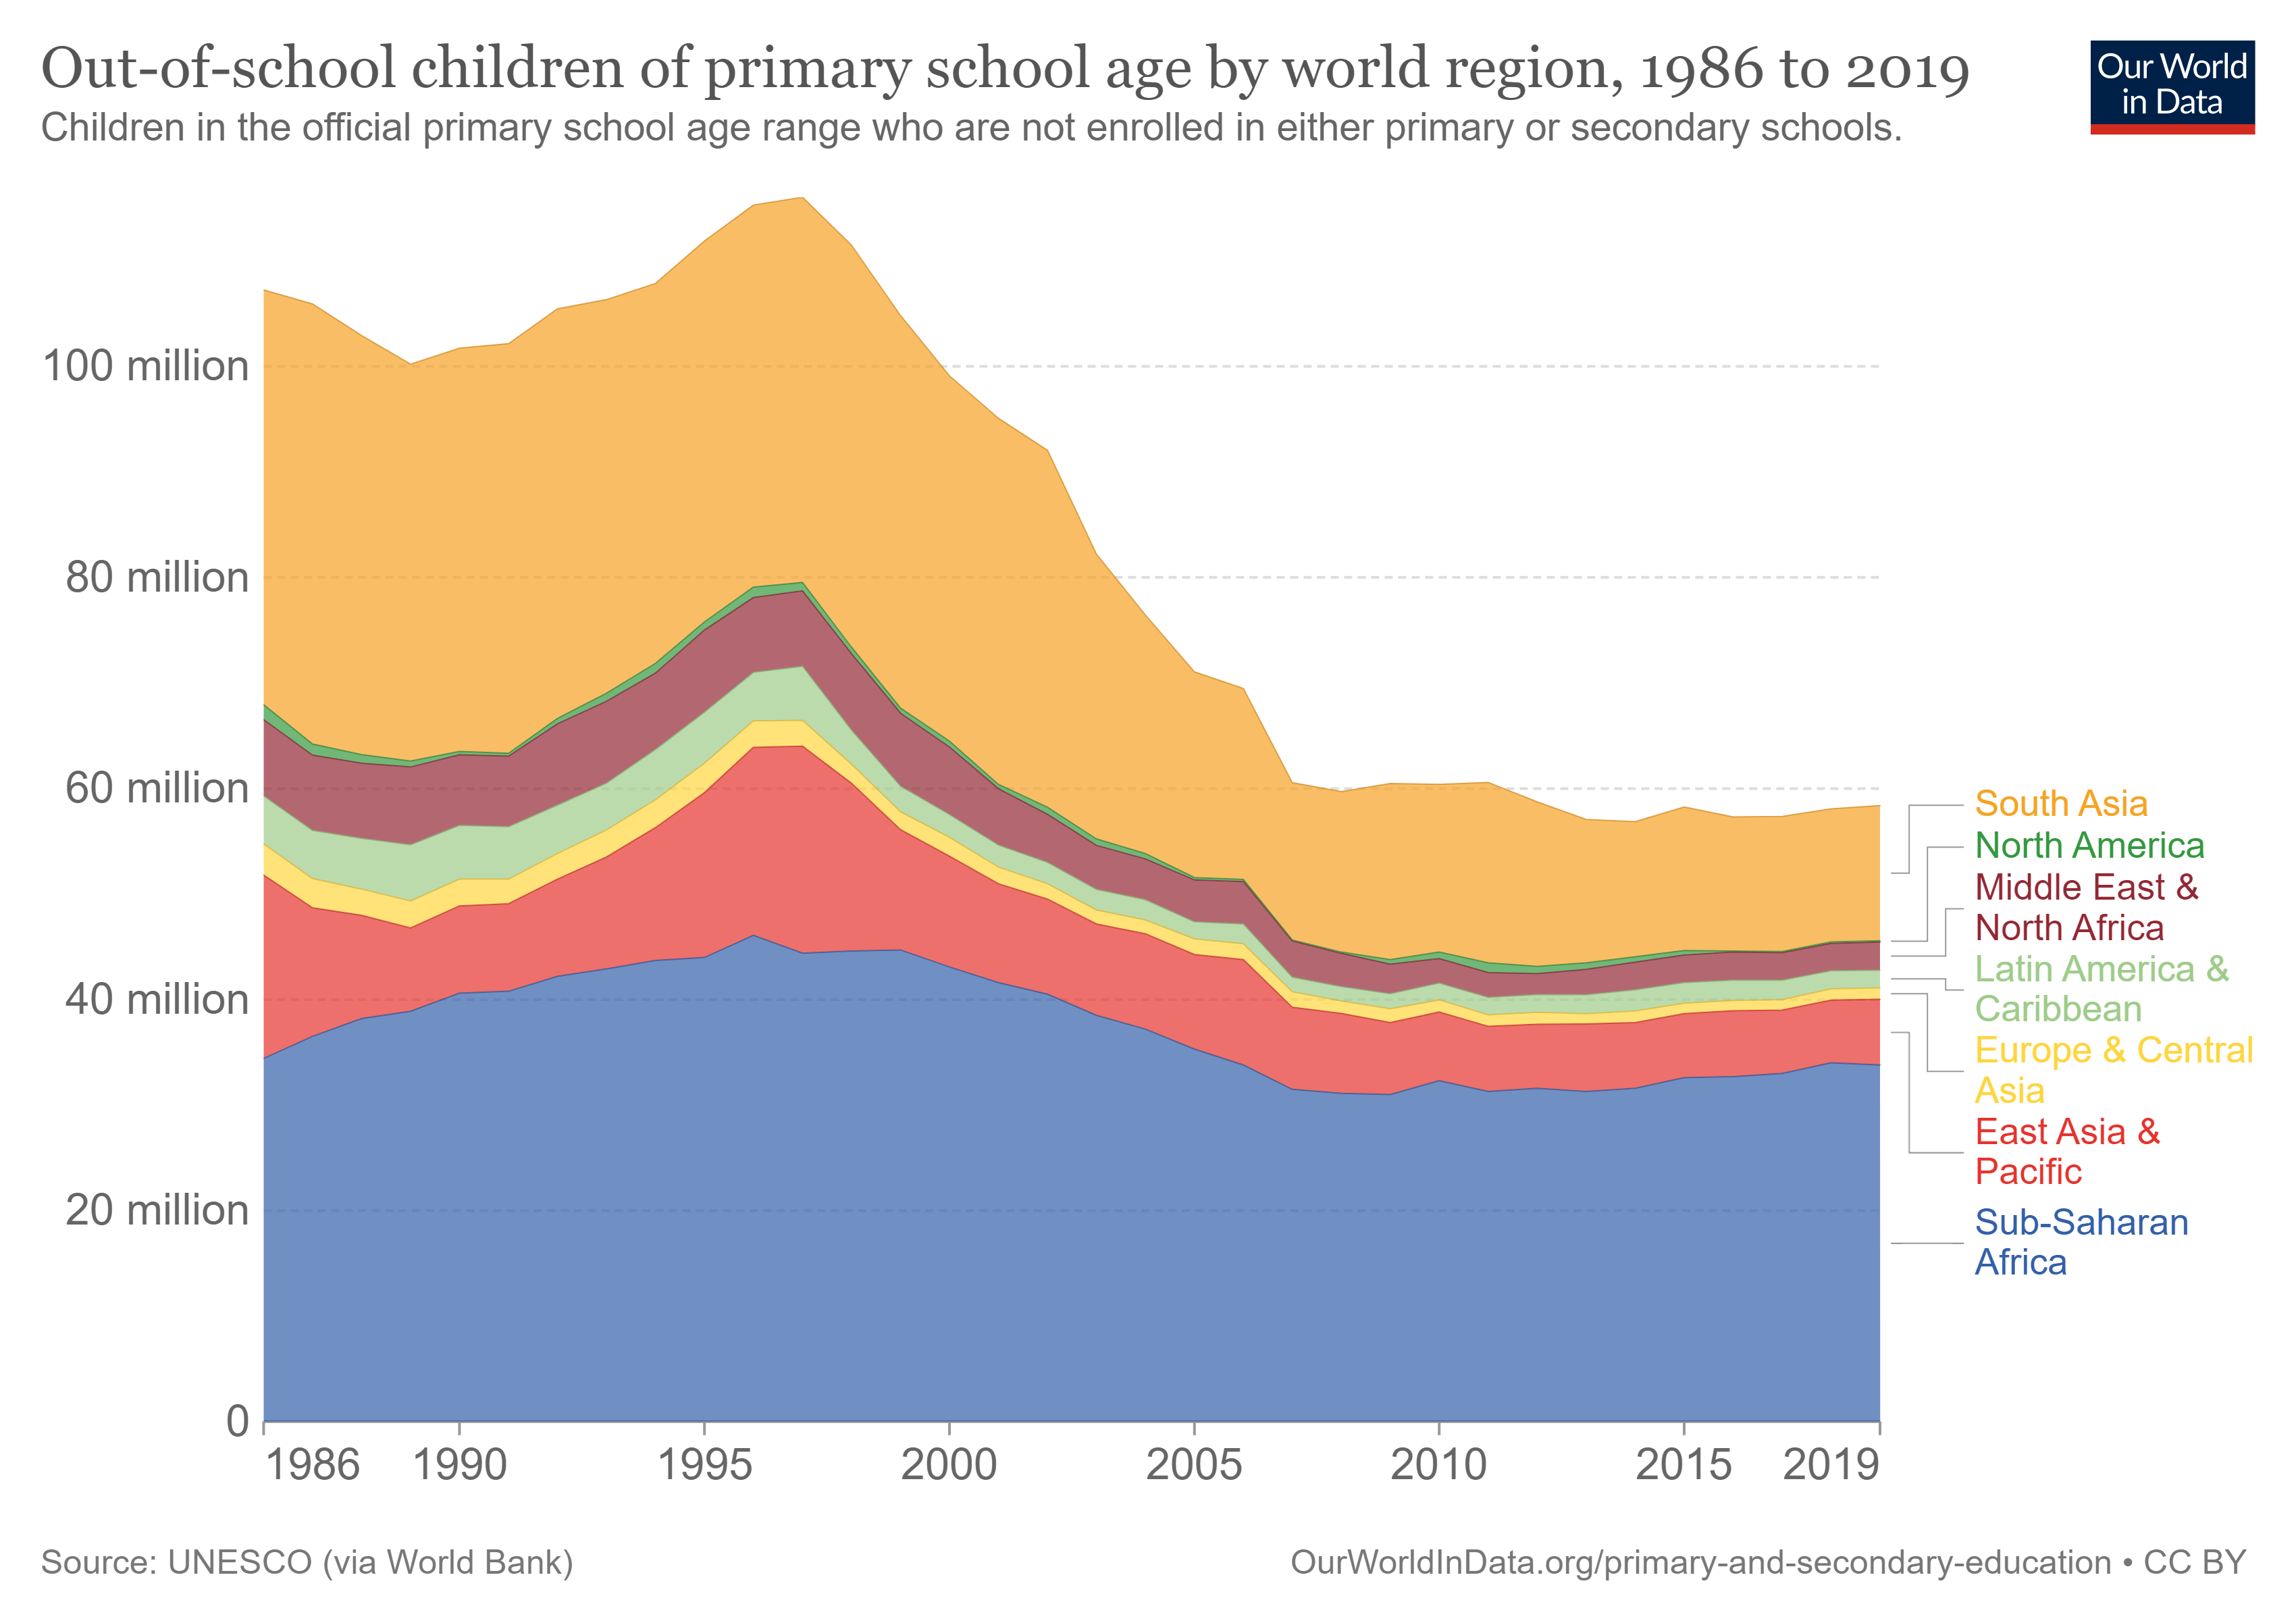 Out-of-school children of primary school age by world region, 1986 to 2019
Children in the official primary school age range who are not enrolled in either primary or secondary schools.
Our World
in Data
100 million
80 million
60 million
40 million
20 million
0
1986
1990
1995
2000
2005
2010
2015
2019
South Asia
North America
Middle East &
North Africa
Latin America &
Caribbean
Europe & Central
Asia
East Asia &
Pacific
Sub-Saharan
Africa
Source: UNESCO (via World Bank)
OurWorldInData.org/primary-and-secondary-education • CC BY